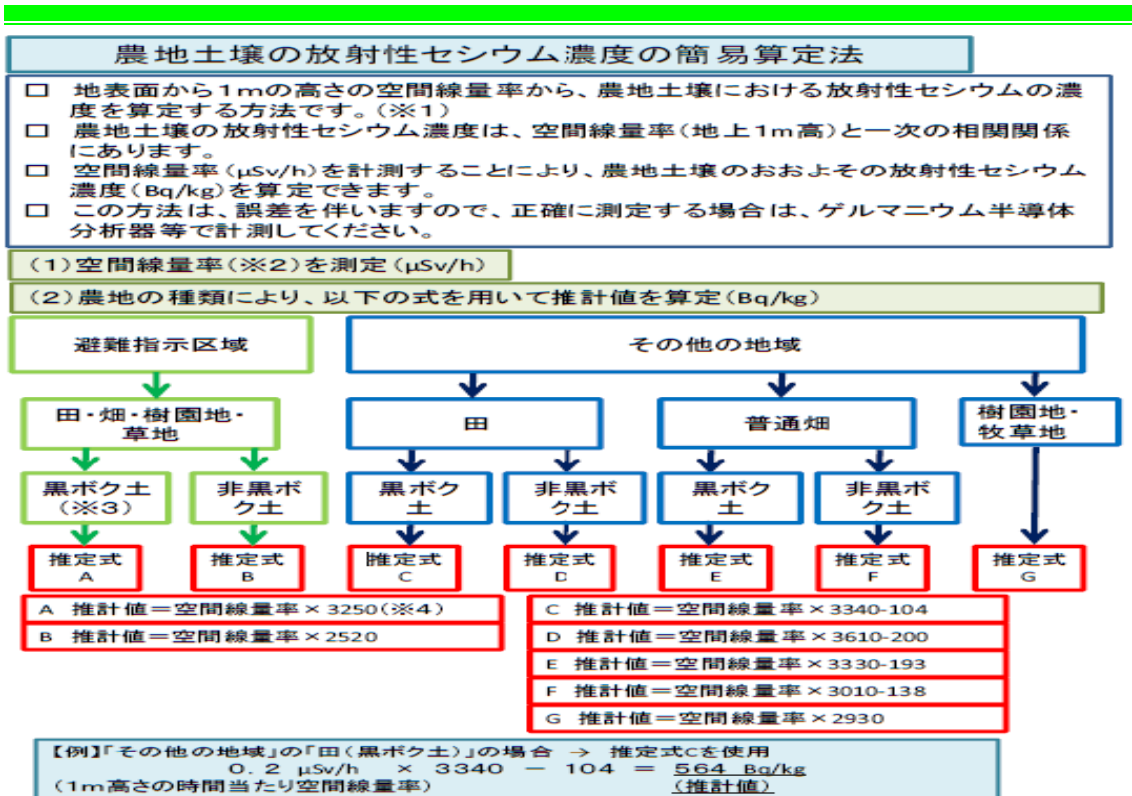 農地土壌の放射性セシウム濃度の簡易算定法
□ 地表面から1mの高さの空間線量率から、農地土壌における放射性セシウムの濃
度を算定する方法です。(※1)
□ 農地土壌の放射性セシウム濃度は、空間線量率(地上1m高)と一次の相関関係
にあります。
□ 空間線量率(μSv/h)を計測することにより、農地土壌のおおよその放射性セシウム
濃度(Bq/kg)を算定できます。
□ この方法は、誤差を伴いますので、正確に測定する場合は、ゲルマニウム半導体
分析器等で計測してください。
(1)空間線量率(※2)を測定(μSv/h)
(2)農地の種類により、以下の式を用いて推計値を算定(Bq/kg)
避難指示区域
その他の地域
田・畑・樹園地・
草地
田
普通畑
樹園地・
牧草地
黒ボク土
(※3)
非黒ボ
ク土
黒ボク
土
非黒ボ
ク土
黒ボク
土
非黒ボ
ク土
推定式
A
推定式
B
推定式
C
推定式
D
推定式
E
推定式
F
推定式
G
A 推計値=空間線量率×3250(※4)
B 推計値=空間線量率×2520
C 推計値=空間線量率×3340-104
D 推計値=空間線量率×3610-200
E 推計値=空間線量率×3330-193
F 推計値=空間線量率×3010-138
G 推計値=空間線量率×2930
【例】「その他の地域」の「田(黒ボク土)」の場合 → 推定式Cを使用
0.2 μSv/h × 3340 - 104 = 564 Bq/kg
(1m高さの時間当たり空間線量率) (推計値)